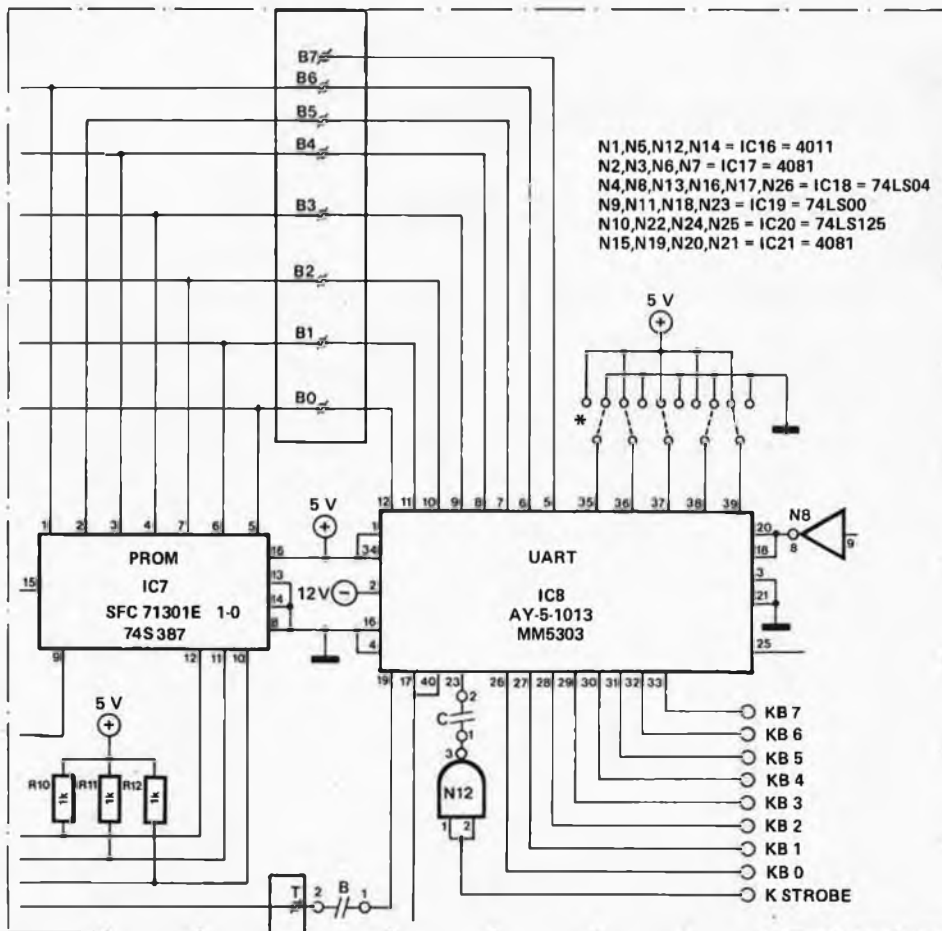 B7
B6
B5
B4
B3
B2
B1
B0
N1,N5,N12,N14 = IC16 = 4011
N2,N3,N6,N7 = IC17 = 4081
N4,N8,N13,N16,N17,N26 = IC18 = 74LS04
N9,N11,N18,N23 = IC19 = 74LS00
N10,N22,N24,N25 = IC20 = 74LS125
N15,N19,N20,N21 = IC21 = 4081
5 V
+
*
12 11 10 9 8 7 6 5
35 36 37 38 39
1 2 3 4 7 6 5
PROM
IC7
SFC 71301E 1-0
74S387
15
16
13
14
8
9 12 11 10
5 V
+
12V −
1
34
2
16
4
UART
IC8
AY-5-1013
MM5303
20
18
3
21
25
N8
8 9
19 17 40 23 26 27 28 29 30 31 32 33
5 V
+
R10 R11 R12
1k 1k 1k
2
C
1
3
N12
1 2
KB 7
KB 6
KB 5
KB 4
KB 3
KB 2
KB 1
KB 0
K STROBE
T 2 B 1